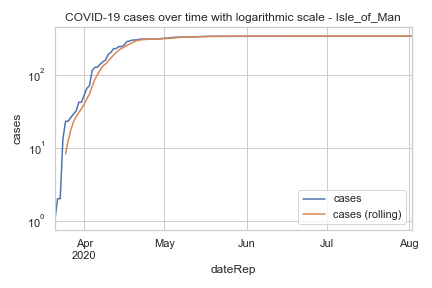 COVID-19 cases over time with logarithmic scale - Isle_of_Man
cases
10²
10¹
10⁰
cases
cases (rolling)
Apr
2020
May
Jun
Jul
Aug
dateRep